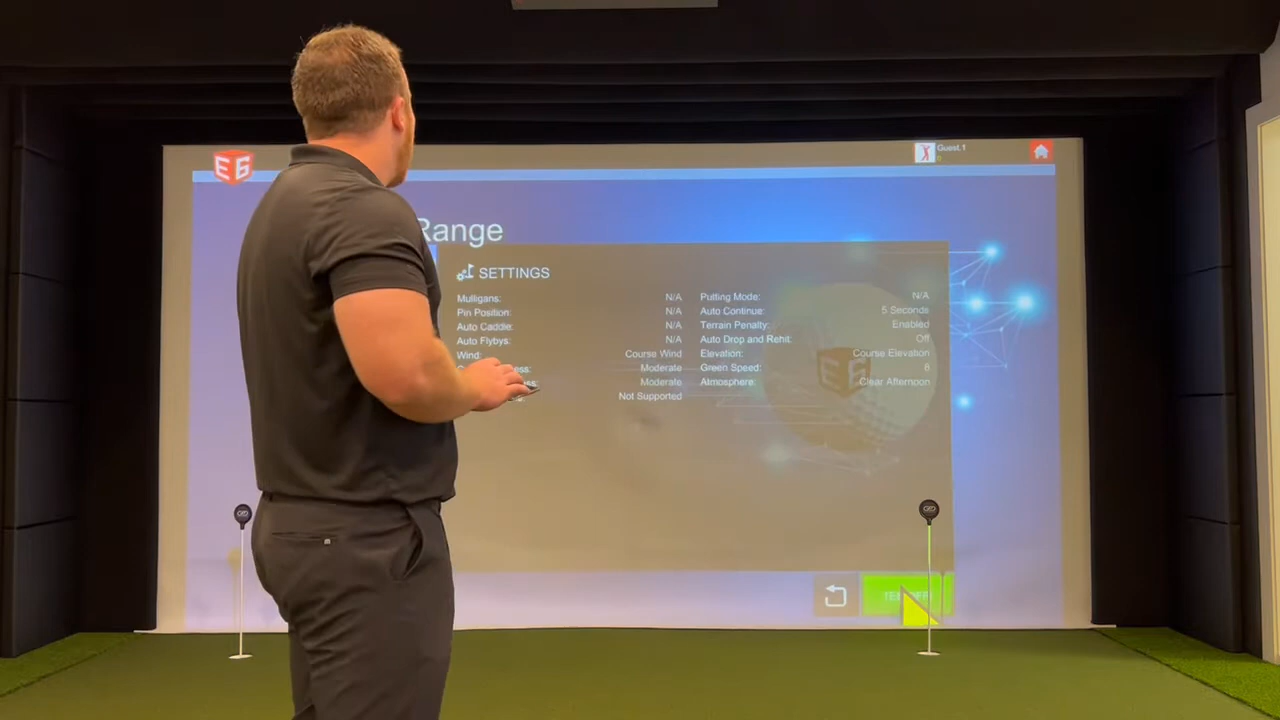 E6
Guest.1
Range
SETTINGS
Mulligans: N/A Putting Mode: N/A
Pin Position: N/A Auto Continue: 5 Seconds
Auto Caddie: N/A Terrain Penalty: Enabled
Auto Flybys: N/A Auto Drop and Rehit: Off
Wind: Course Wind Elevation: Course Elevation
Moderate Green Speed: 8
Moderate Atmosphere: Clear Afternoon
Not Supported
E6